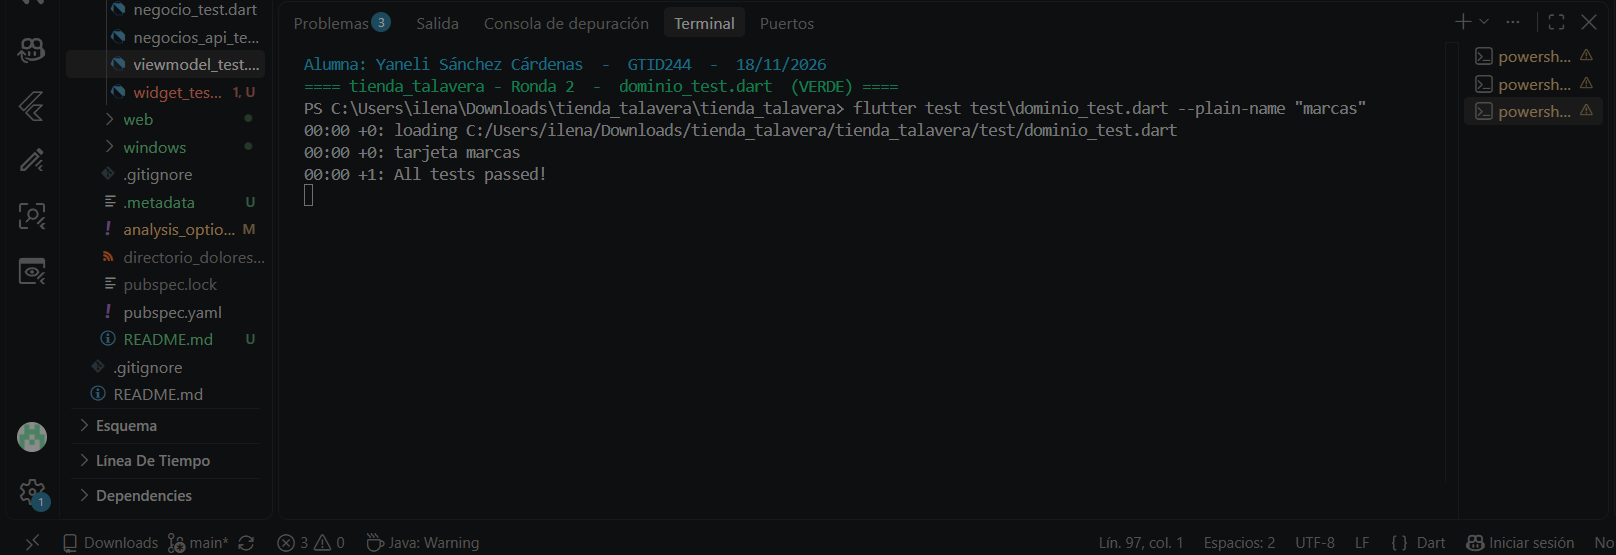 negocio_test.dart
negocios_api_te...
viewmodel_test....
widget_tes... 1, U
web
windows
.gitignore
.metadata U
analysis_optio... M
directorio_dolores...
pubspec.lock
pubspec.yaml
README.md U
.gitignore
README.md
Esquema
Línea De Tiempo
Dependencies
1
Problemas 3 Salida Consola de depuración Terminal Puertos
Alumna: Yaneli Sánchez Cárdenas - GTID244 - 18/11/2026
==== tienda_talavera - Ronda 2 - dominio_test.dart (VERDE) ====
PS C:\Users\ilena\Downloads\tienda_talavera\tienda_talavera> flutter test test\dominio_test.dart --plain-name "marcas"
00:00 +0: loading C:/Users/ilena/Downloads/tienda_talavera/tienda_talavera/test/dominio_test.dart
00:00 +0: tarjeta marcas
00:00 +1: All tests passed!
powersh...
powersh...
powersh...
Downloads main* 3 0 Java: Warning Lín. 97, col. 1 Espacios: 2 UTF-8 LF { } Dart Iniciar sesión No